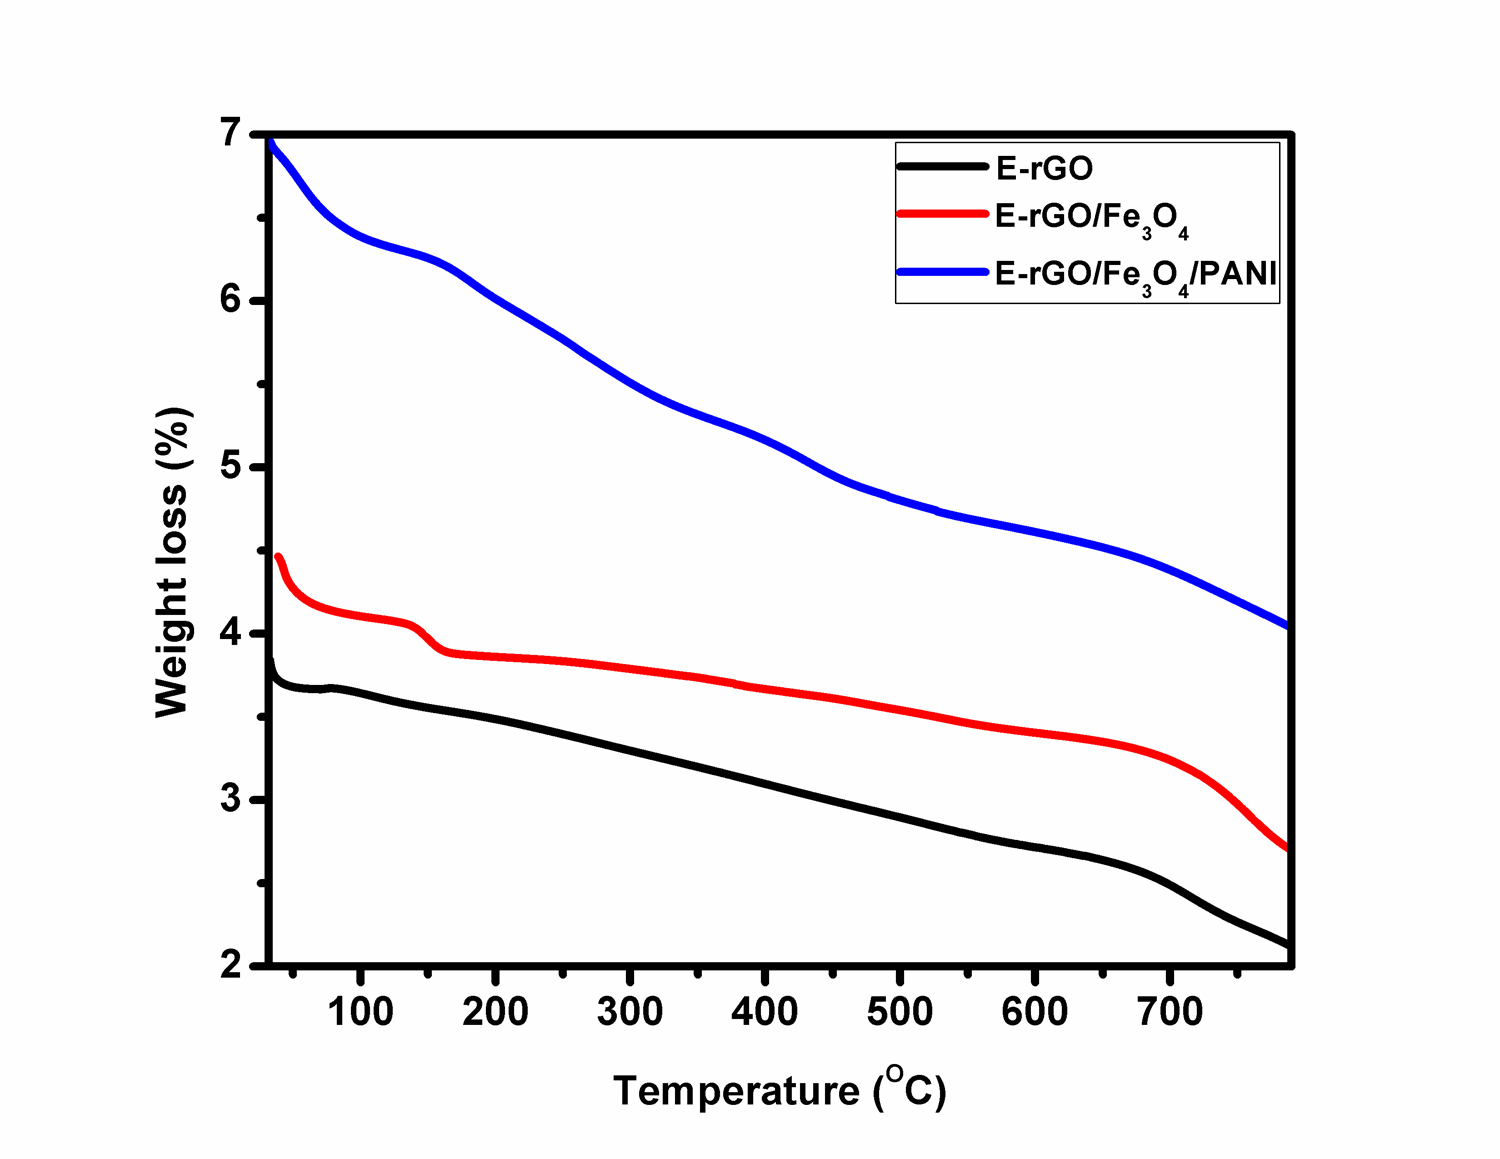 7
6
5
4
3
2
Weight loss (%)
E-rGO
E-rGO/Fe₃O₄
E-rGO/Fe₃O₄/PANI
100 200 300 400 500 600 700
Temperature (ᴼC)